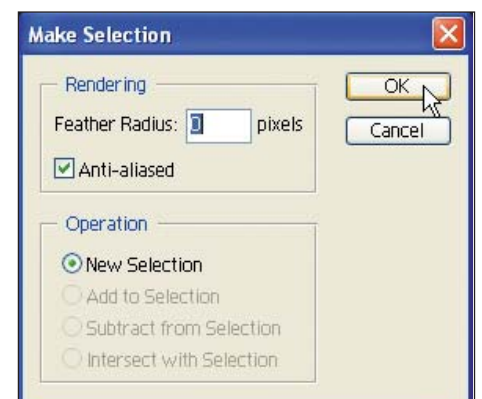 Make Selection
Rendering
OK
Feather Radius: 0 pixels
Cancel
Anti-aliased
Operation
New Selection
Add to Selection
Subtract from Selection
Intersect with Selection